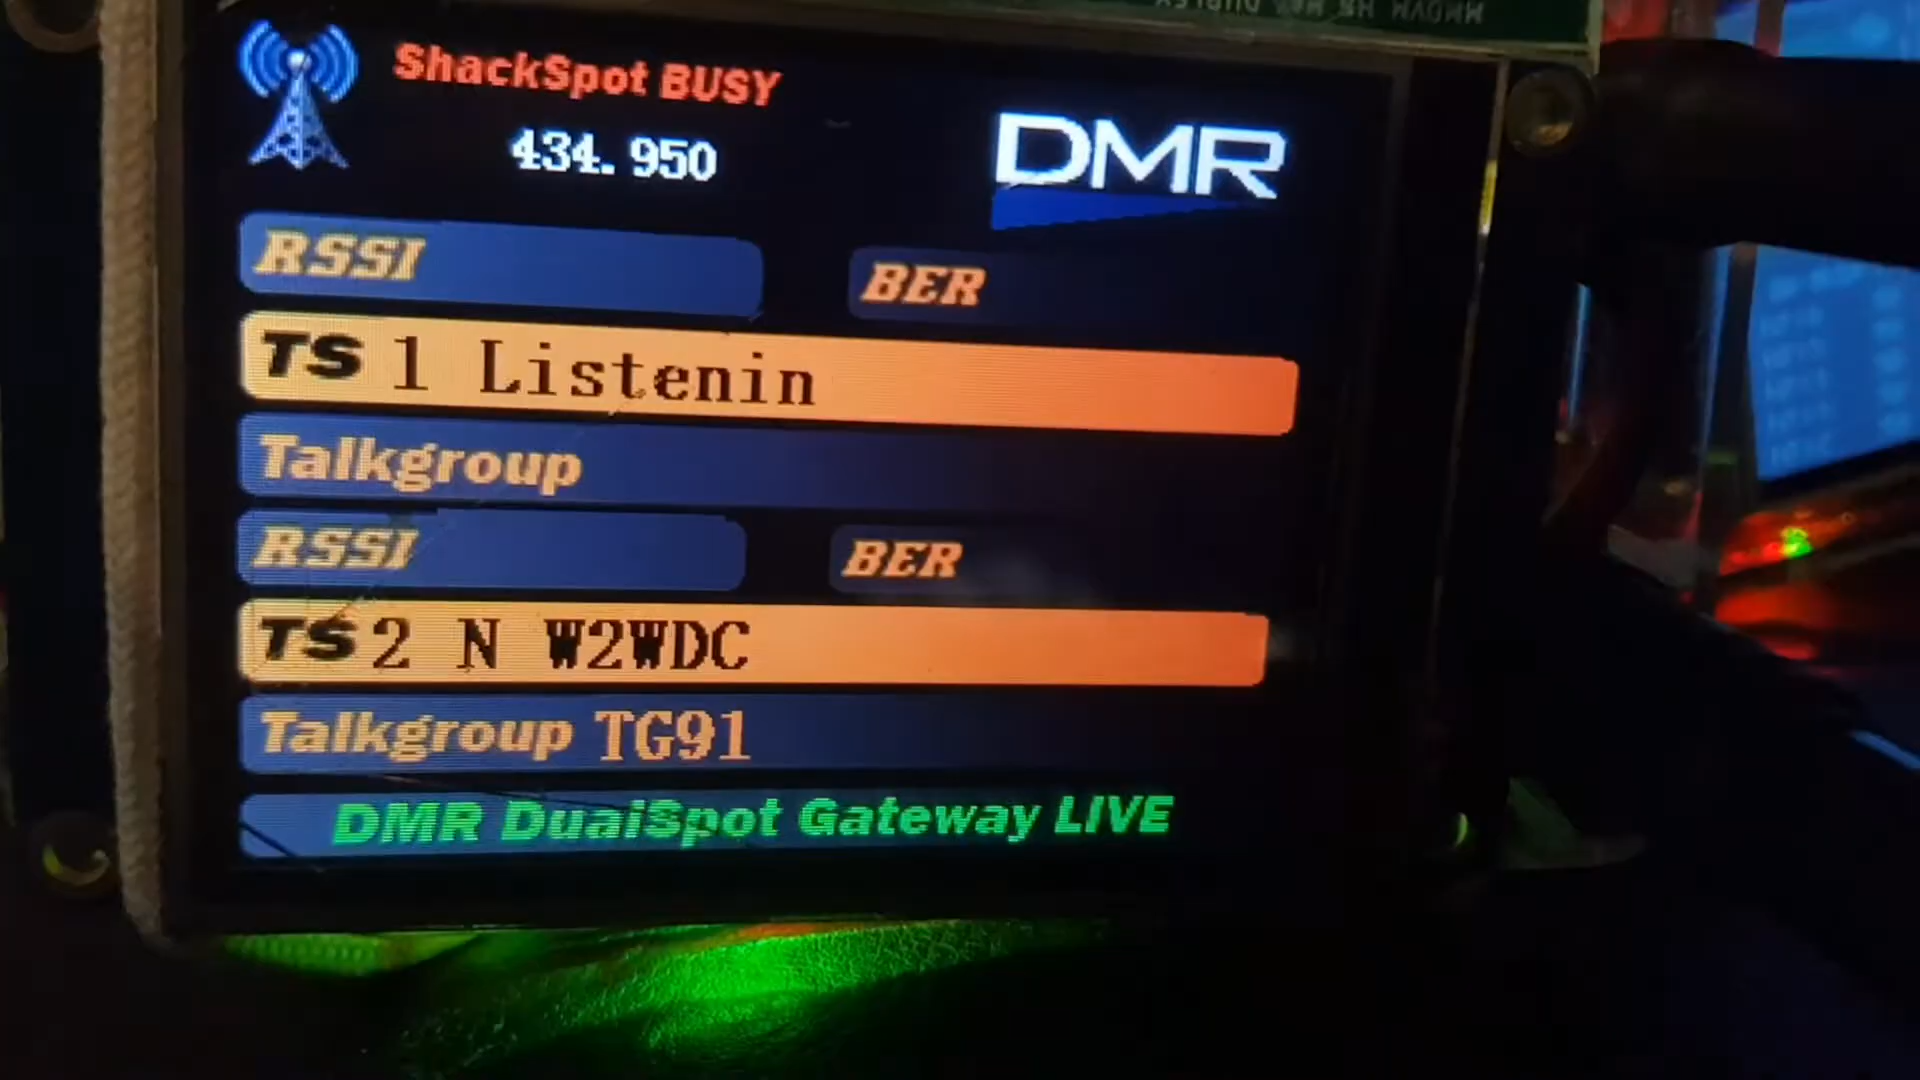 ShackSpot BUSY
434.950
DMR
RSSI
BER
TS 1 Listenin
Talkgroup
RSSI
BER
TS 2 N W2WDC
Talkgroup TG91
DMR DualSpot Gateway LIVE